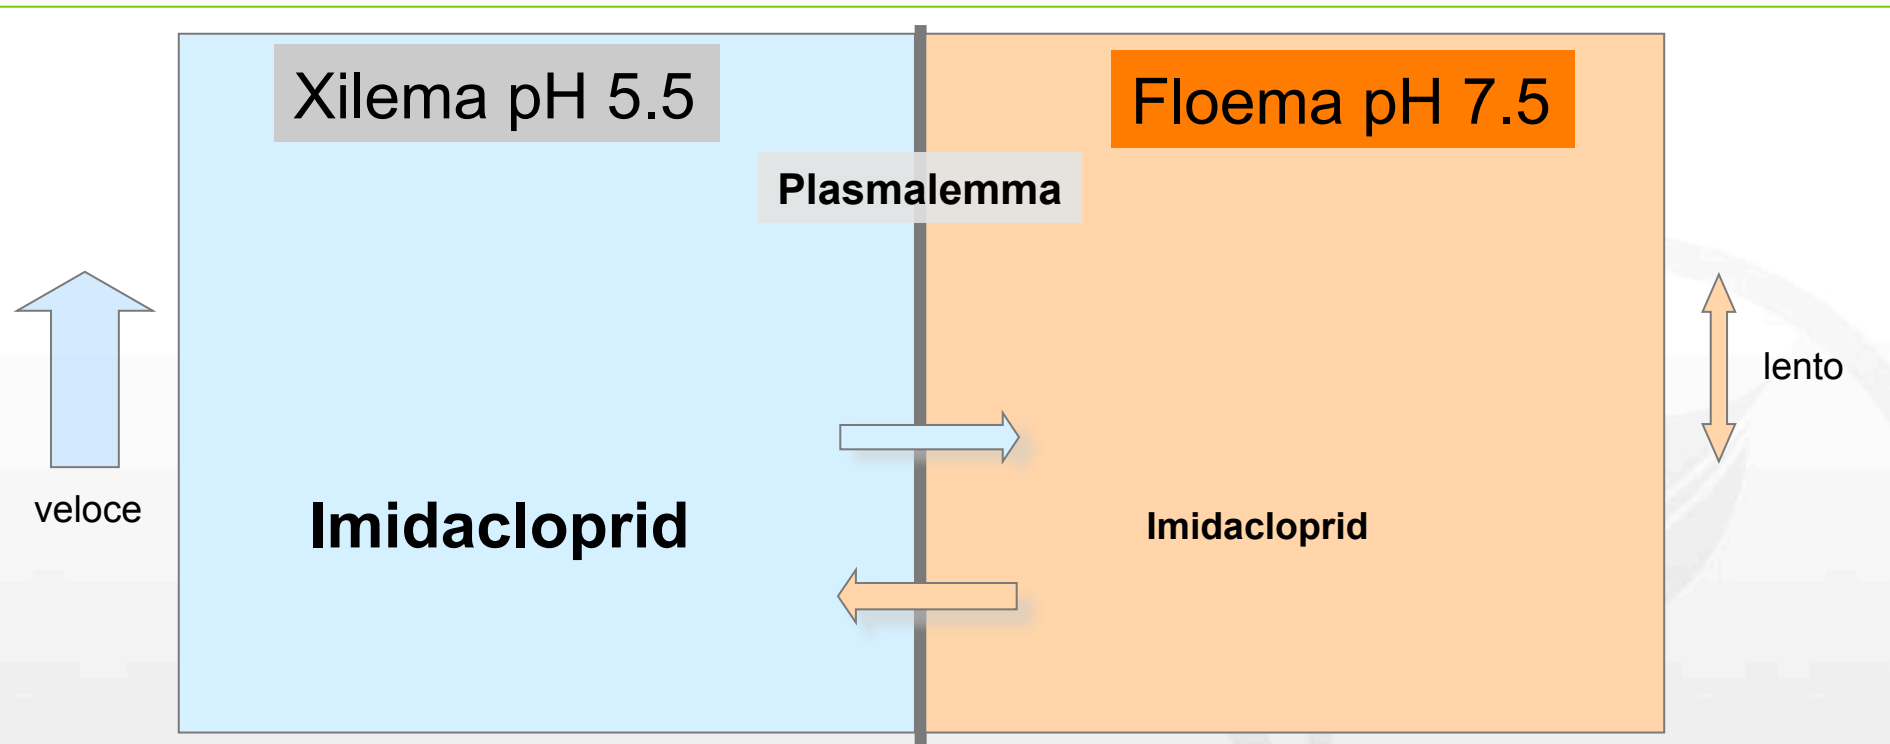 Xilema pH 5.5
Floema pH 7.5
Plasmalemma
lento
veloce
Imidacloprid
Imidacloprid